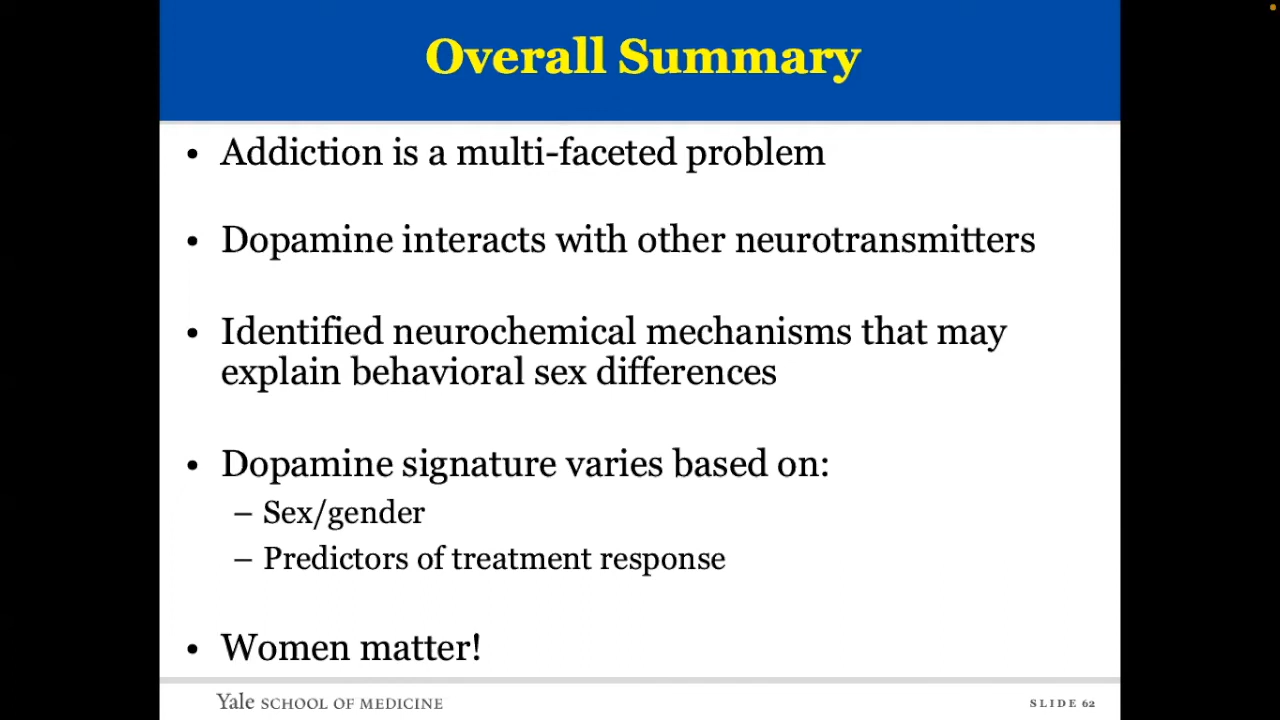 Overall Summary
• Addiction is a multi-faceted problem
• Dopamine interacts with other neurotransmitters
• Identified neurochemical mechanisms that may
explain behavioral sex differences
• Dopamine signature varies based on:
– Sex/gender
– Predictors of treatment response
• Women matter!
Yale SCHOOL OF MEDICINE
SLIDE 62